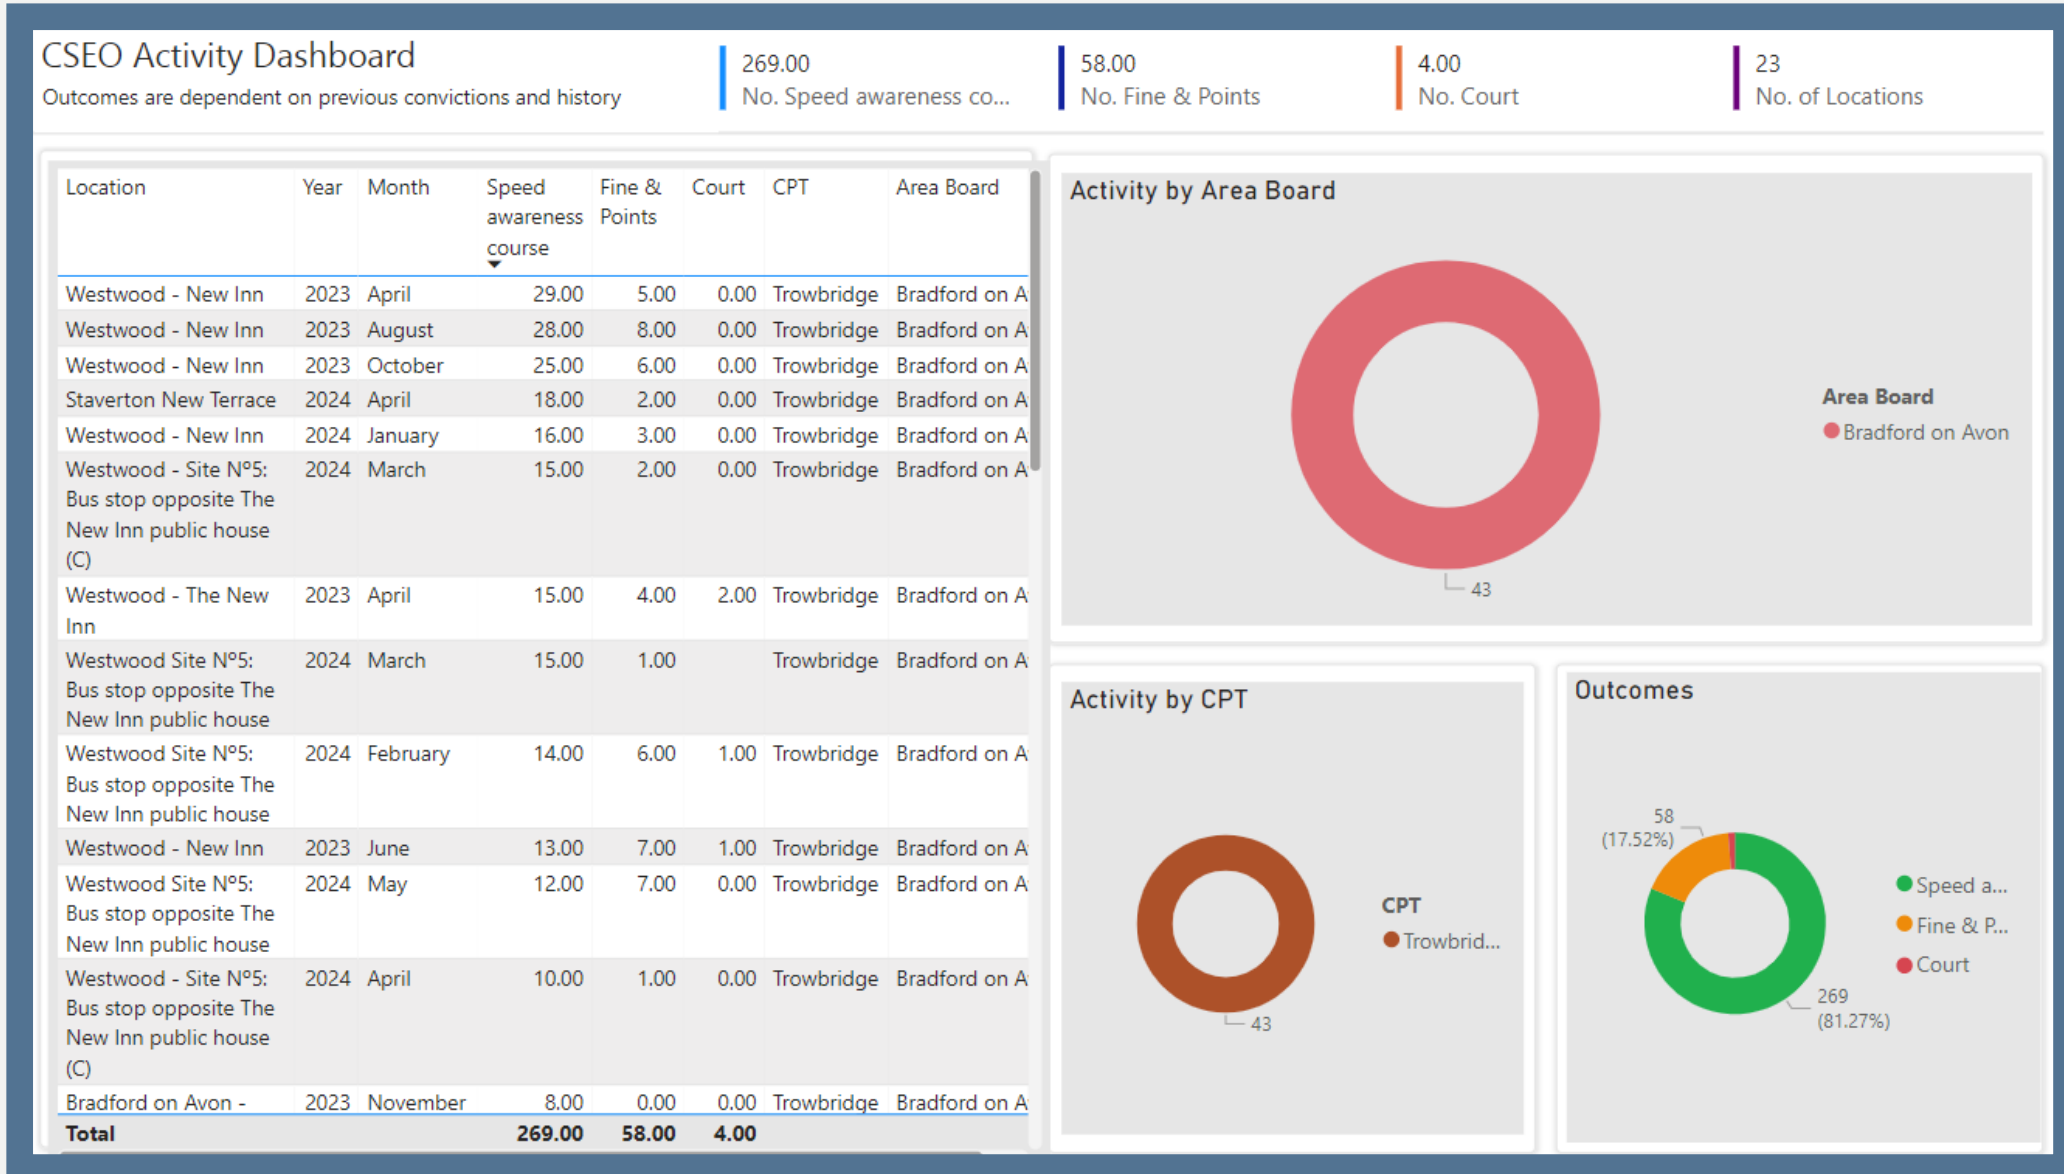 CSEO Activity Dashboard
Outcomes are dependent on previous convictions and history
269.00
No. Speed awareness co...
58.00
No. Fine & Points
4.00
No. Court
23
No. of Locations
Location Year Month Speed awareness course Fine & Points Court CPT Area Board
Westwood - New Inn 2023 April 29.00 5.00 0.00 Trowbridge Bradford on A
Westwood - New Inn 2023 August 28.00 8.00 0.00 Trowbridge Bradford on A
Westwood - New Inn 2023 October 25.00 6.00 0.00 Trowbridge Bradford on A
Staverton New Terrace 2024 April 18.00 2.00 0.00 Trowbridge Bradford on A
Westwood - New Inn 2024 January 16.00 3.00 0.00 Trowbridge Bradford on A
Westwood - Site Nº5: 2024 March 15.00 2.00 0.00 Trowbridge Bradford on A
Bus stop opposite The
New Inn public house
(C)
Westwood - The New 2023 April 15.00 4.00 2.00 Trowbridge Bradford on A
Inn
Westwood Site Nº5: 2024 March 15.00 1.00 Trowbridge Bradford on A
Bus stop opposite The
New Inn public house
Westwood Site Nº5: 2024 February 14.00 6.00 1.00 Trowbridge Bradford on A
Bus stop opposite The
New Inn public house
Westwood - New Inn 2023 June 13.00 7.00 1.00 Trowbridge Bradford on A
Westwood Site Nº5: 2024 May 12.00 7.00 0.00 Trowbridge Bradford on A
Bus stop opposite The
New Inn public house
Westwood - Site Nº5: 2024 April 10.00 1.00 0.00 Trowbridge Bradford on A
Bus stop opposite The
New Inn public house
(C)
Bradford on Avon - 2023 November 8.00 0.00 0.00 Trowbridge Bradford on A
Total 269.00 58.00 4.00
Activity by Area Board
43
Area Board
Bradford on Avon
Activity by CPT
43
CPT
Trowbrid...
Outcomes
58
(17.52%)
269
(81.27%)
Speed a...
Fine & P...
Court